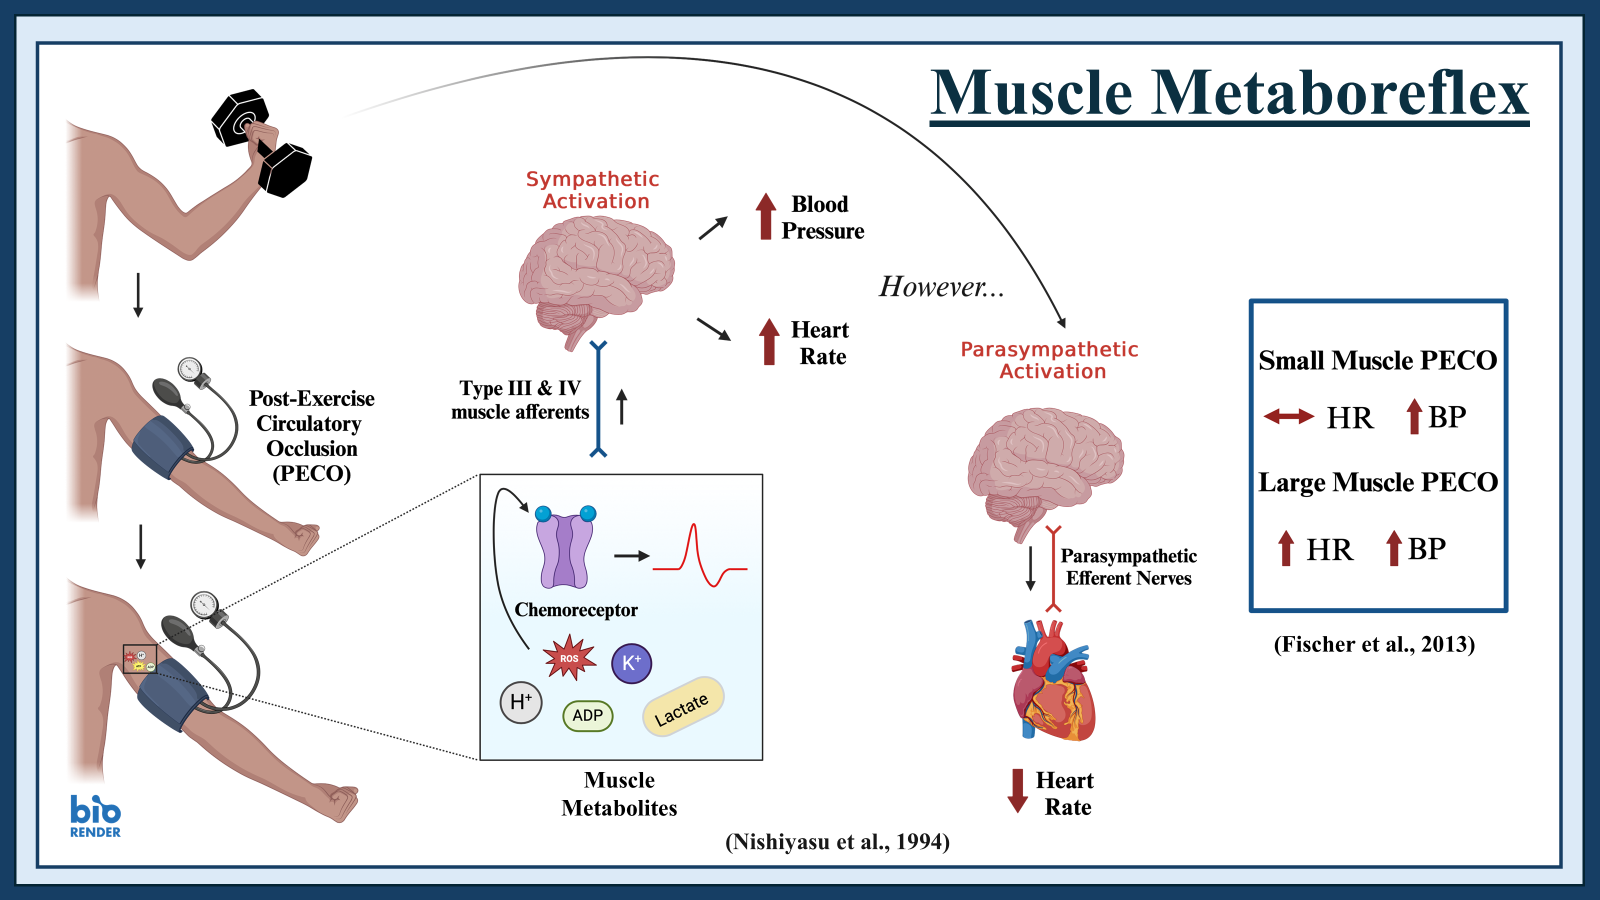 Muscle Metaboreflex
Sympathetic
Activation
Blood
Pressure
Heart
Rate
However...
Post-Exercise
Circulatory
Occlusion
(PECO)
Type III & IV
muscle afferents
Chemoreceptor
ROS
K+
H+
ADP
Lactate
Muscle
Metabolites
Parasympathetic
Activation
Parasympathetic
Efferent Nerves
Heart
Rate
Small Muscle PECO
HR BP
Large Muscle PECO
HR BP
(Fischer et al., 2013)
(Nishiyasu et al., 1994)
bio
RENDER